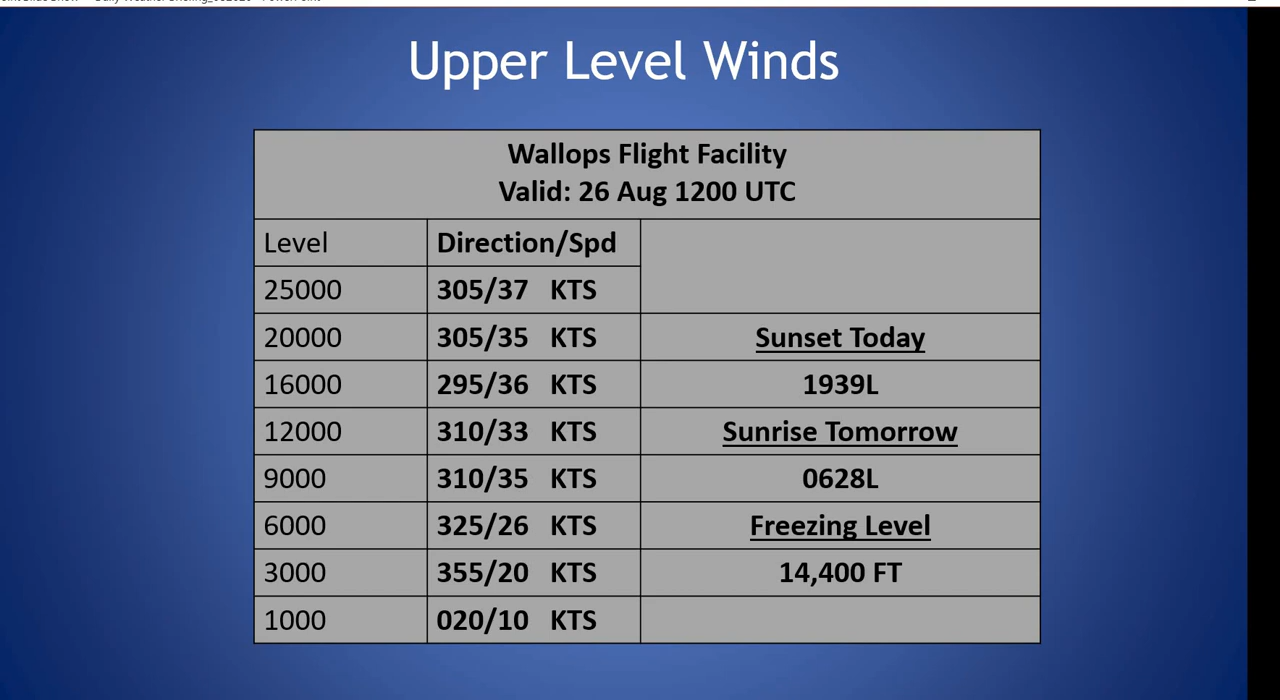 Upper Level Winds
Wallops Flight Facility
Valid: 26 Aug 1200 UTC
Level Direction/Spd
25000 305/37 KTS
20000 305/35 KTS Sunset Today
16000 295/36 KTS 1939L
12000 310/33 KTS Sunrise Tomorrow
9000 310/35 KTS 0628L
6000 325/26 KTS Freezing Level
3000 355/20 KTS 14,400 FT
1000 020/10 KTS